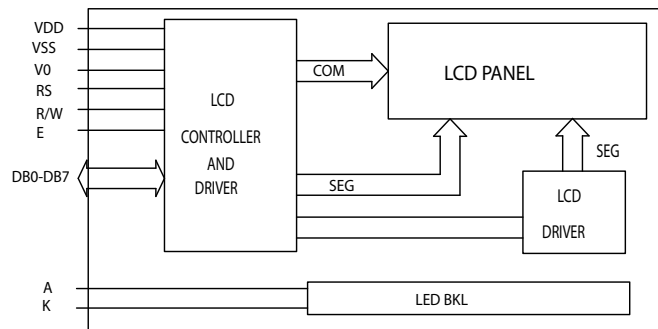 VDD
VSS
V0
RS
R/W
E
DB0-DB7
A
K
LCD
CONTROLLER
AND
DRIVER
COM
SEG
LCD PANEL
SEG
LCD
DRIVER
LED BKL